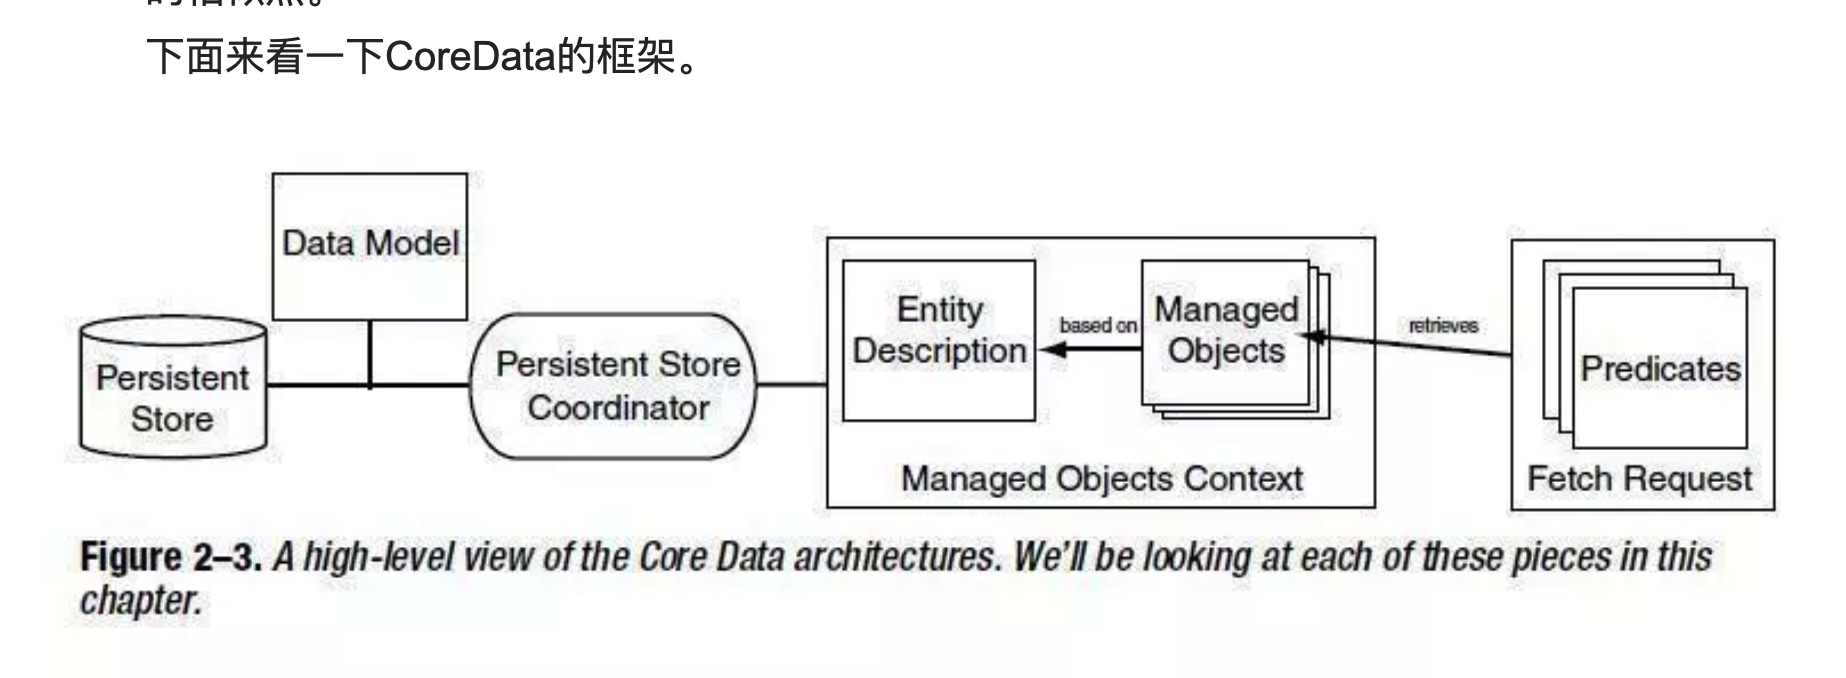 下面来看一下CoreData的框架。
Data Model
Persistent
Store
Persistent Store
Coordinator
Entity
Description
based on
Managed
Objects
Managed Objects Context
retrieves
Predicates
Fetch Request
Figure 2–3. A high-level view of the Core Data architectures. We'll be looking at each of these pieces in this
chapter.